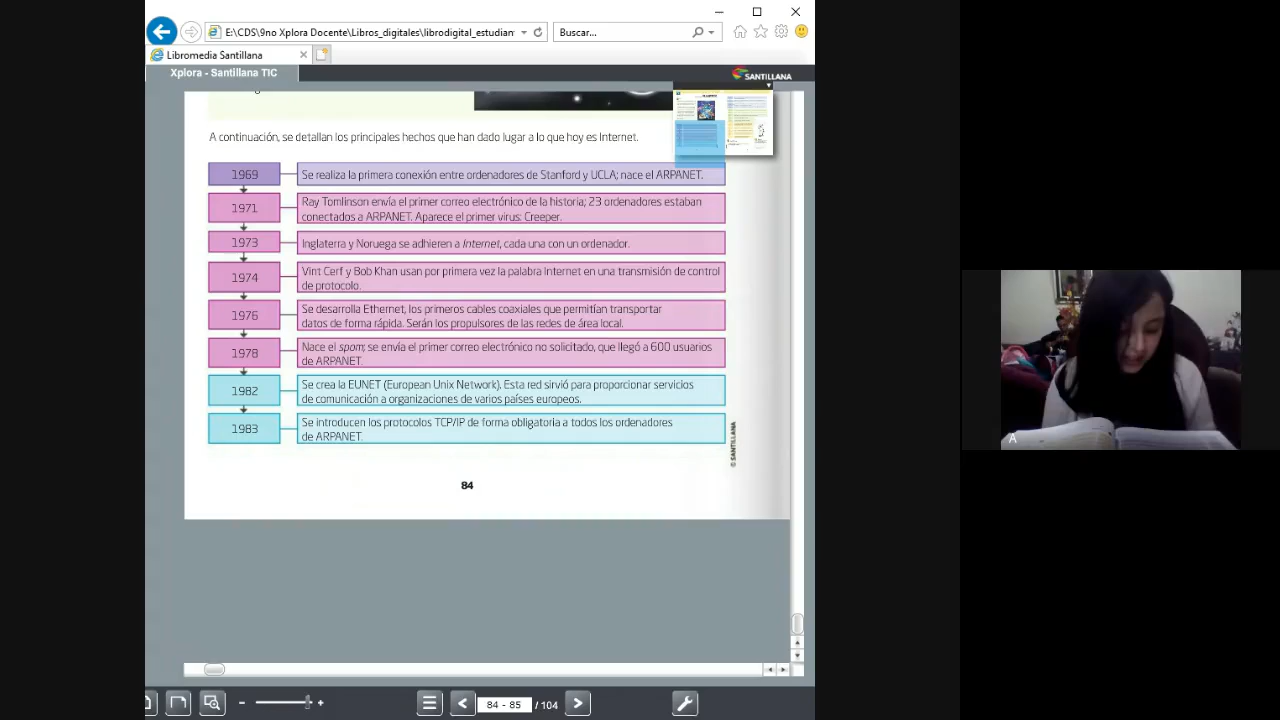 E:\CDS\9no Xplora Docente\Libros_digitales\librodigital_estudian
Buscar...
Libromedia Santillana
Xplora - Santillana TIC
SANTILLANA
A continuación, se detallan los acontecimientos que han dado lugar a lo que hoy es Internet.
1969
Se realiza la primera conexión entre ordenadores de Stanford y UCLA; nace el ARPANET.
1971
Ray Tomlinson envía el primer correo electrónico de la historia; 23 ordenadores estaban
conectados a ARPANET. Aparece el primer virus: Creeper.
1973
Inglaterra y Noruega se adhieren a Internet, cada una con un ordenador.
1974
Vint Cerf y Bob Khan usan por primera vez la palabra Internet en una transmisión de control
de protocolo.
1976
Se desarrolla Ethernet, los primeros cables coaxiales que permitían transportar
datos de forma rápida. Serán los propulsores de las redes de área local.
1978
Nace el spam; se envía el primer correo electrónico no solicitado, que llegó a 600 usuarios
de ARPANET.
1982
Se crea la EUNET (European Unix Network). Esta red sirvió para proporcionar servicios
de comunicación a organizaciones de varios países europeos.
1983
Se introducen los protocolos TCP/IP de forma obligatoria a todos los ordenadores
de ARPANET.
© SANTILLANA
84
84 - 85 / 104
A